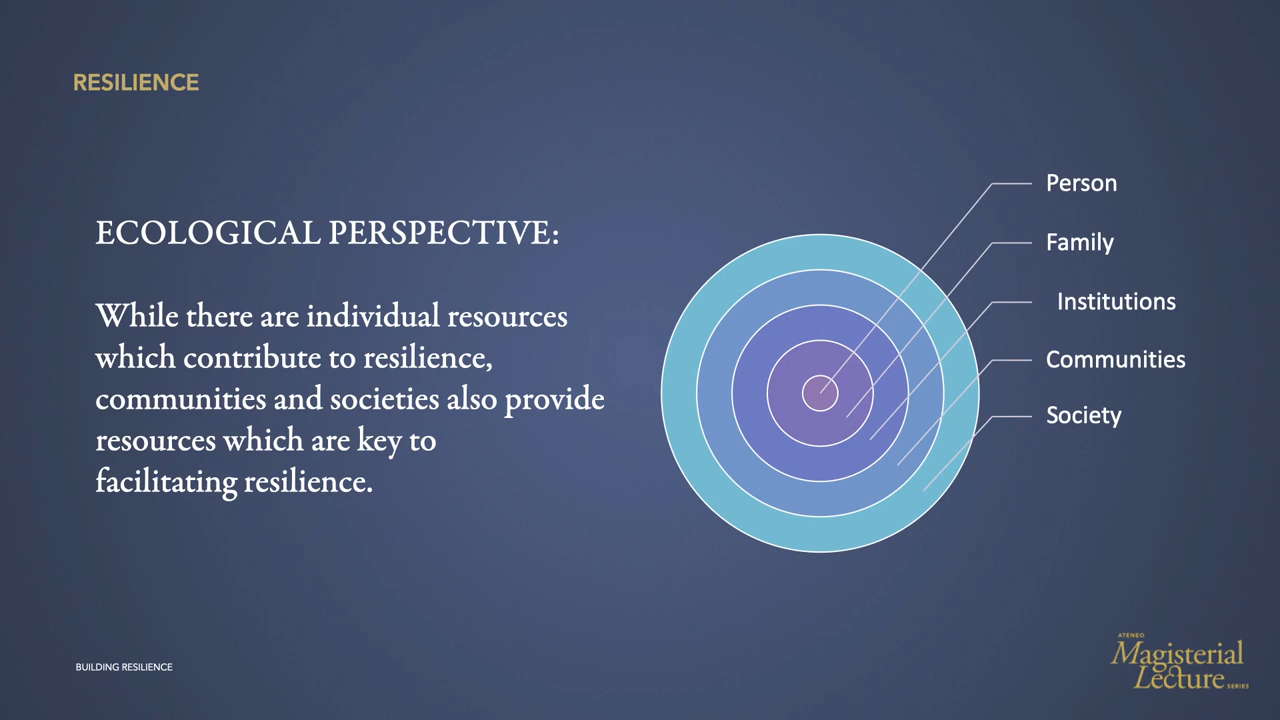 RESILIENCE
ECOLOGICAL PERSPECTIVE:
While there are individual resources
which contribute to resilience,
communities and societies also provide
resources which are key to
facilitating resilience.
Person
Family
Institutions
Communities
Society
BUILDING RESILIENCE
ATENEO
Magisterial
Lecture SERIES